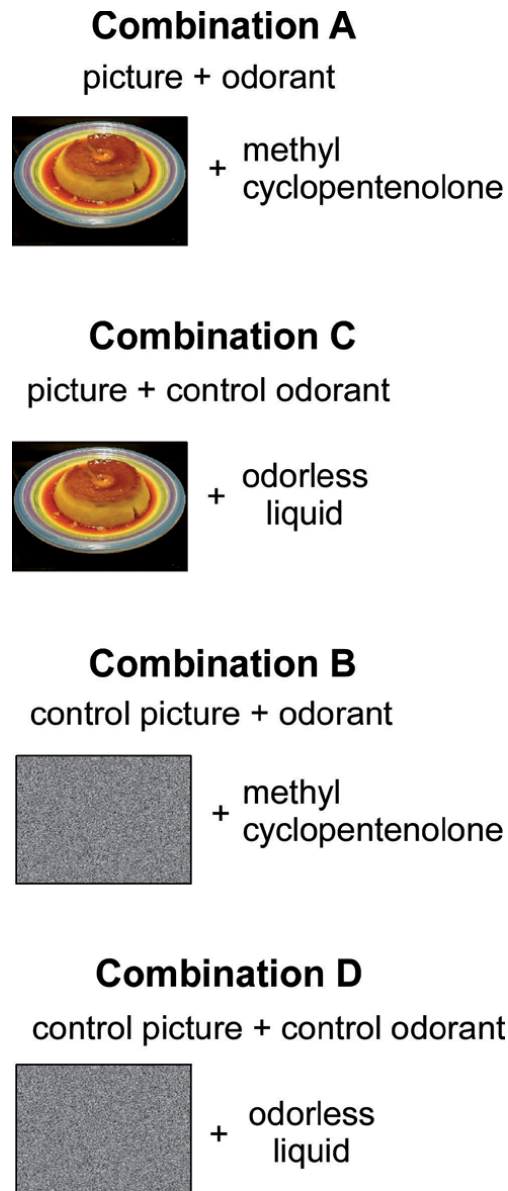 Combination A
picture + odorant
+ methyl
cyclopentenolone
Combination C
picture + control odorant
+ odorless
liquid
Combination B
control picture + odorant
+ methyl
cyclopentenolone
Combination D
control picture + control odorant
+ odorless
liquid